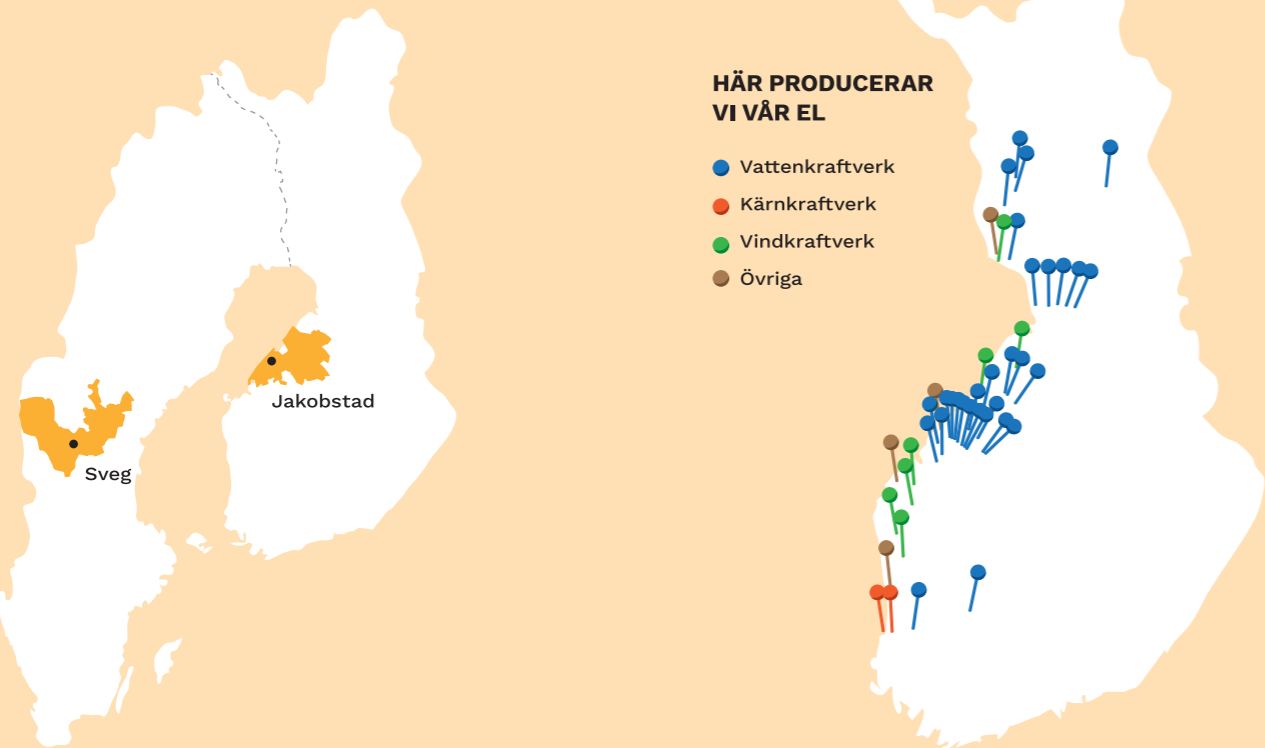 Jakobstad
Sveg
HÄR PRODUCERAR
VI VÅR EL
Vattenkraftverk
Kärnkraftverk
Vindkraftverk
Övriga